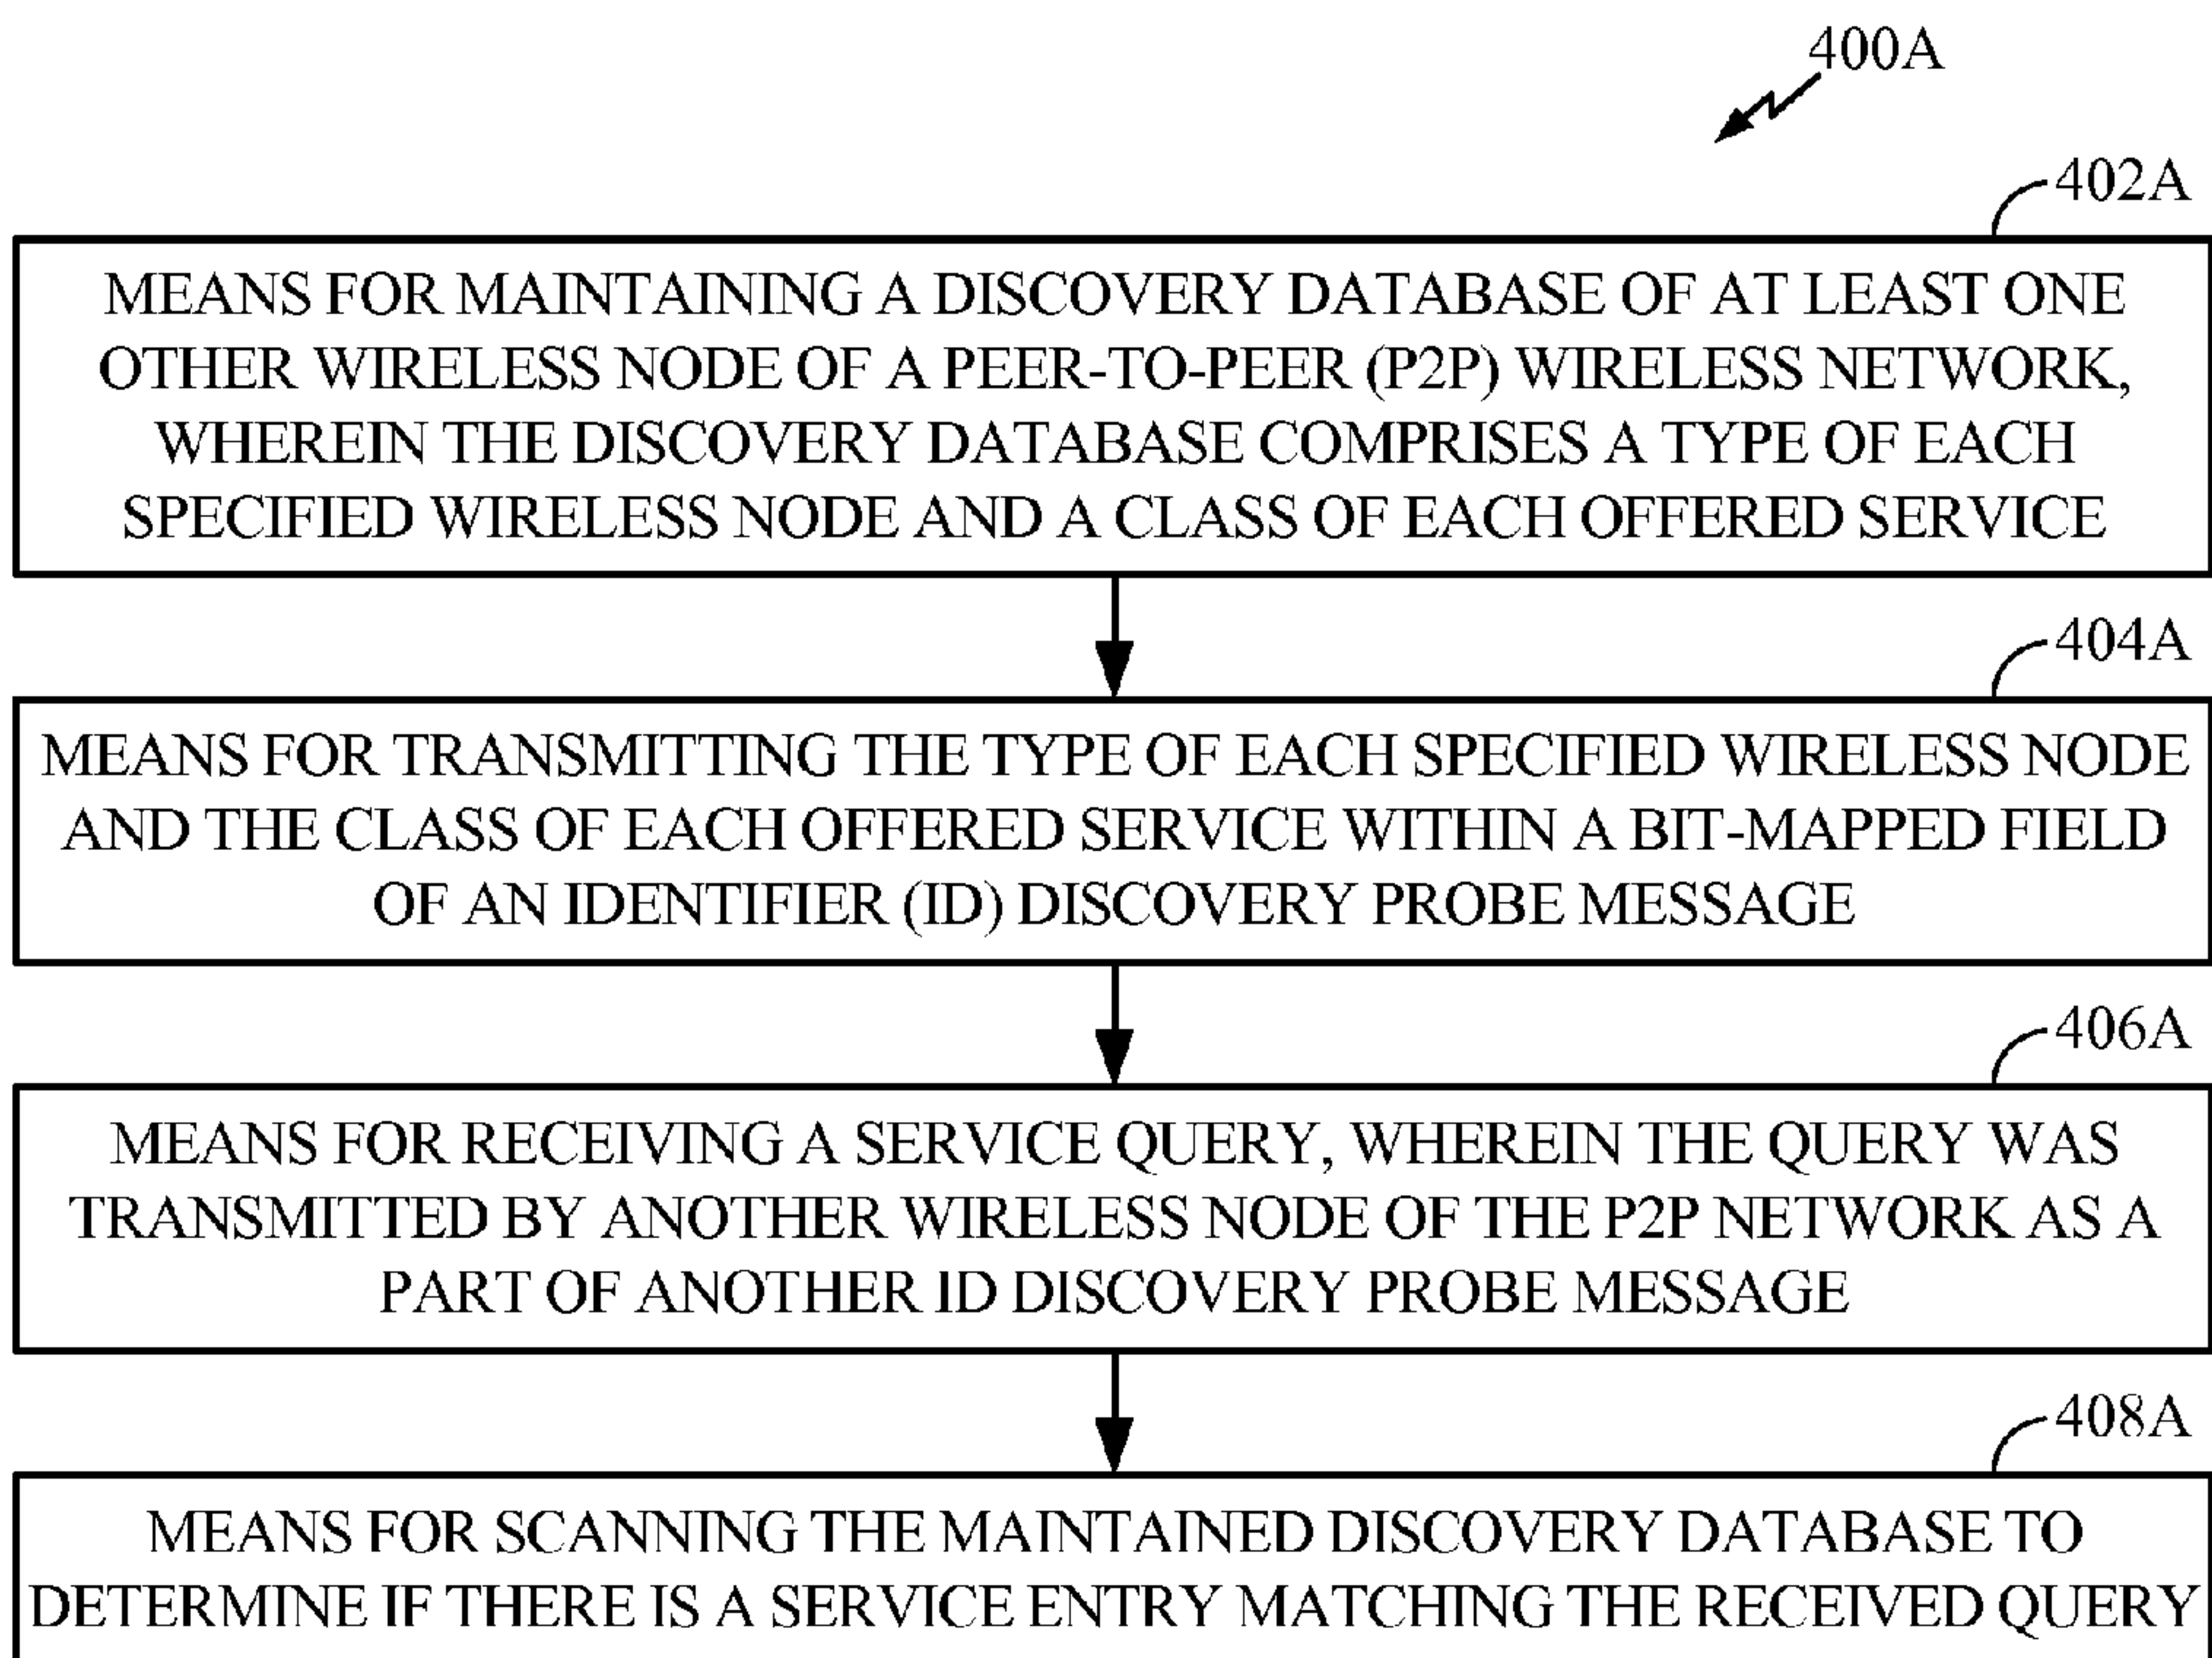 400A
402A
MEANS FOR MAINTAINING A DISCOVERY DATABASE OF AT LEAST ONE
OTHER WIRELESS NODE OF A PEER-TO-PEER (P2P) WIRELESS NETWORK,
WHEREIN THE DISCOVERY DATABASE COMPRISES A TYPE OF EACH
SPECIFIED WIRELESS NODE AND A CLASS OF EACH OFFERED SERVICE
404A
MEANS FOR TRANSMITTING THE TYPE OF EACH SPECIFIED WIRELESS NODE
AND THE CLASS OF EACH OFFERED SERVICE WITHIN A BIT-MAPPED FIELD
OF AN IDENTIFIER (ID) DISCOVERY PROBE MESSAGE
406A
MEANS FOR RECEIVING A SERVICE QUERY, WHEREIN THE QUERY WAS
TRANSMITTED BY ANOTHER WIRELESS NODE OF THE P2P NETWORK AS A
PART OF ANOTHER ID DISCOVERY PROBE MESSAGE
408A
MEANS FOR SCANNING THE MAINTAINED DISCOVERY DATABASE TO
DETERMINE IF THERE IS A SERVICE ENTRY MATCHING THE RECEIVED QUERY